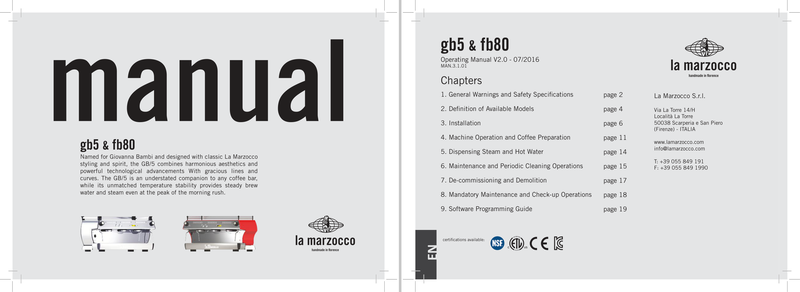 manual
gb5 & fb80
Named for Giovanna Bambi and designed with classic La Marzocco
styling and spirit, the GB/5 combines harmonious aesthetics and
powerful technological advancements With gracious lines and
curves. The GB/5 is an understated companion to any coffee bar,
while its unmatched temperature stability provides steady brew
water and steam even at the peak of the morning rush.
la marzocco
handmade in florence
gb5 & fb80
Operating Manual V2.0 - 07/2016
MAN.3.1.01
Chapters
1. General Warnings and Safety Specifications page 2
2. Definition of Available Models page 4
3. Installation page 6
4. Machine Operation and Coffee Preparation page 11
5. Dispensing Steam and Hot Water page 14
6. Maintenance and Periodic Cleaning Operations page 15
7. De-commissioning and Demolition page 17
8. Mandatory Maintenance and Check-up Operations page 18
9. Software Programming Guide page 19
la marzocco
handmade in florence
La Marzocco S.r.l.
Via La Torre 14/H
Località La Torre
50038 Scarperia e San Piero
(Firenze) - ITALIA
www.lamarzocco.com
info@lamarzocco.com
T: +39 055 849 191
F: +39 055 849 1990
EN
certifications available:
NSF
ETL
CE